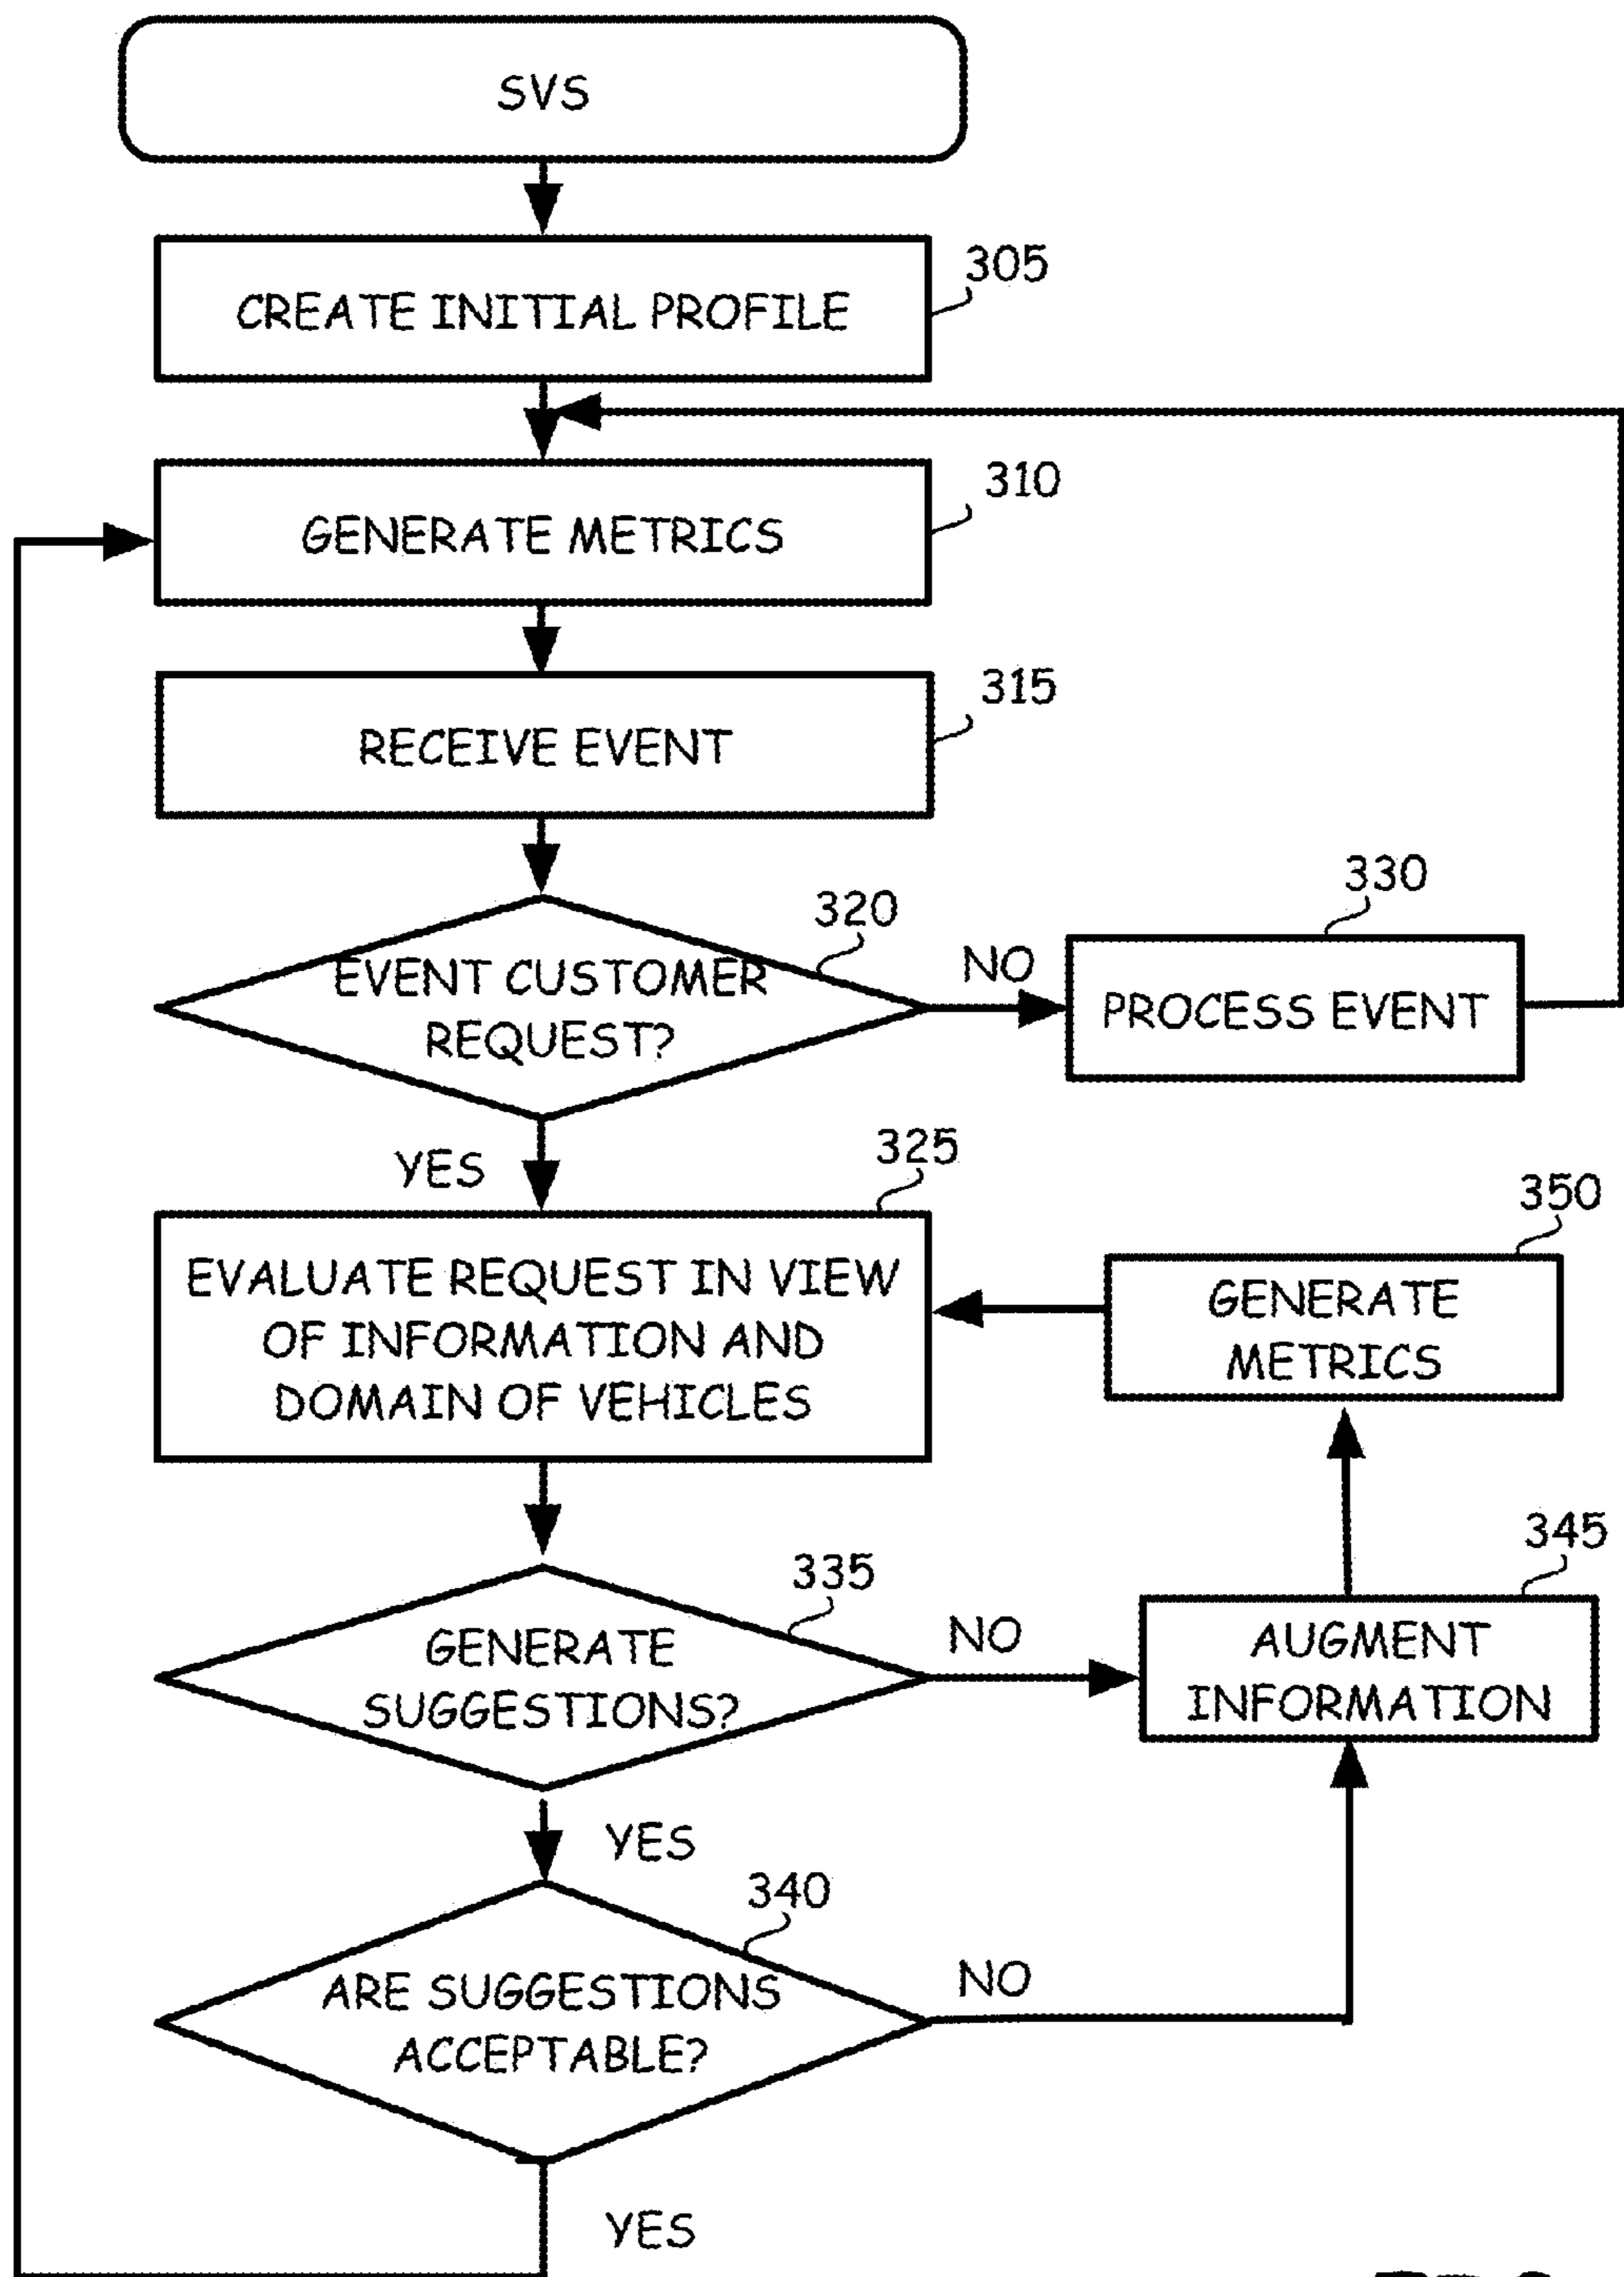 SVS
305
CREATE INITIAL PROFILE
310
GENERATE METRICS
315
RECEIVE EVENT
320
330
EVENT CUSTOMER
REQUEST?
NO
PROCESS EVENT
YES
325
350
EVALUATE REQUEST IN VIEW
OF INFORMATION AND
DOMAIN OF VEHICLES
GENERATE
METRICS
335
345
GENERATE
SUGGESTIONS?
NO
AUGMENT
INFORMATION
YES
340
ARE SUGGESTIONS
ACCEPTABLE?
NO
YES